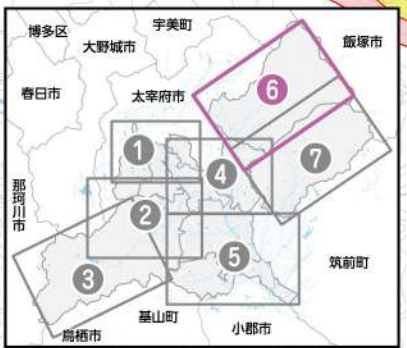 博多区
宇美町
大野城市
飯塚市
春日市
太宰府市
6
1
4
7
那珂川市
2
5
3
筑前町
基山町
小郡市
鳥栖市